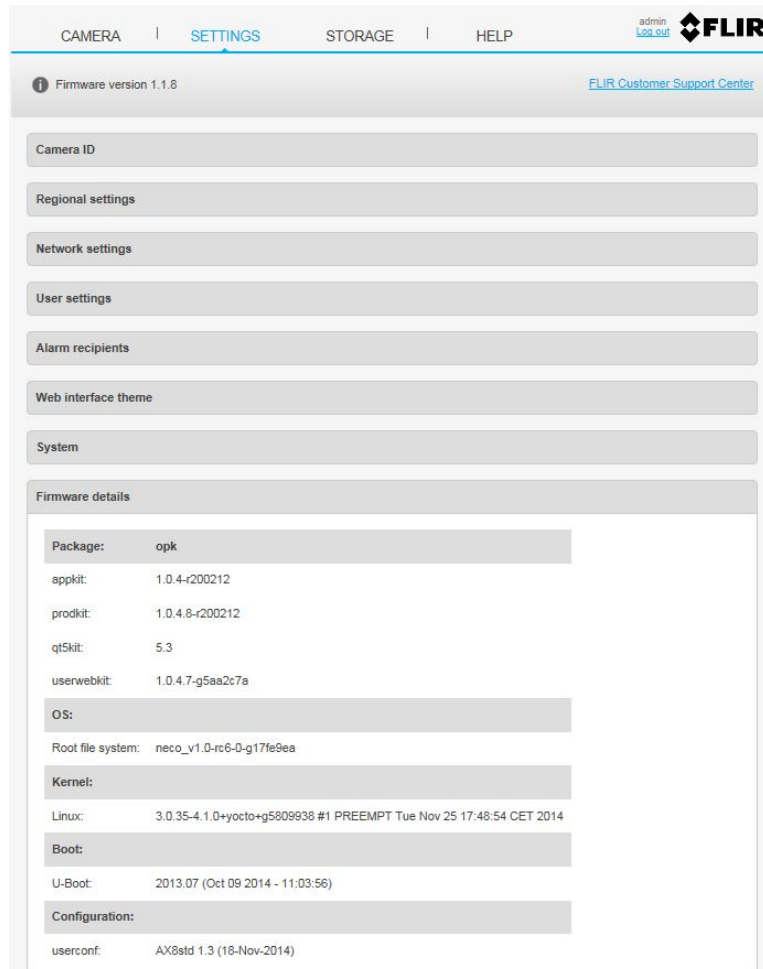 CAMERA | SETTINGS STORAGE | HELP
admin
Log out
FLIR
Firmware version 1.1.8
FLIR Customer Support Center
Camera ID
Regional settings
Network settings
User settings
Alarm recipients
Web interface theme
System
Firmware details
Package: opk
appkit: 1.0.4-r200212
prodkit: 1.0.4.8-r200212
qt5kit: 5.3
userwebkit: 1.0.4.7-g5aa2c7a
OS:
Root file system: neco_v1.0-rc6-0-g17fe9ea
Kernel:
Linux: 3.0.35-4.1.0+yocto+g5809938 #1 PREEMPT Tue Nov 25 17:48:54 CET 2014
Boot:
U-Boot: 2013.07 (Oct 09 2014 - 11:03:56)
Configuration:
userconf: AX8std 1.3 (18-Nov-2014)